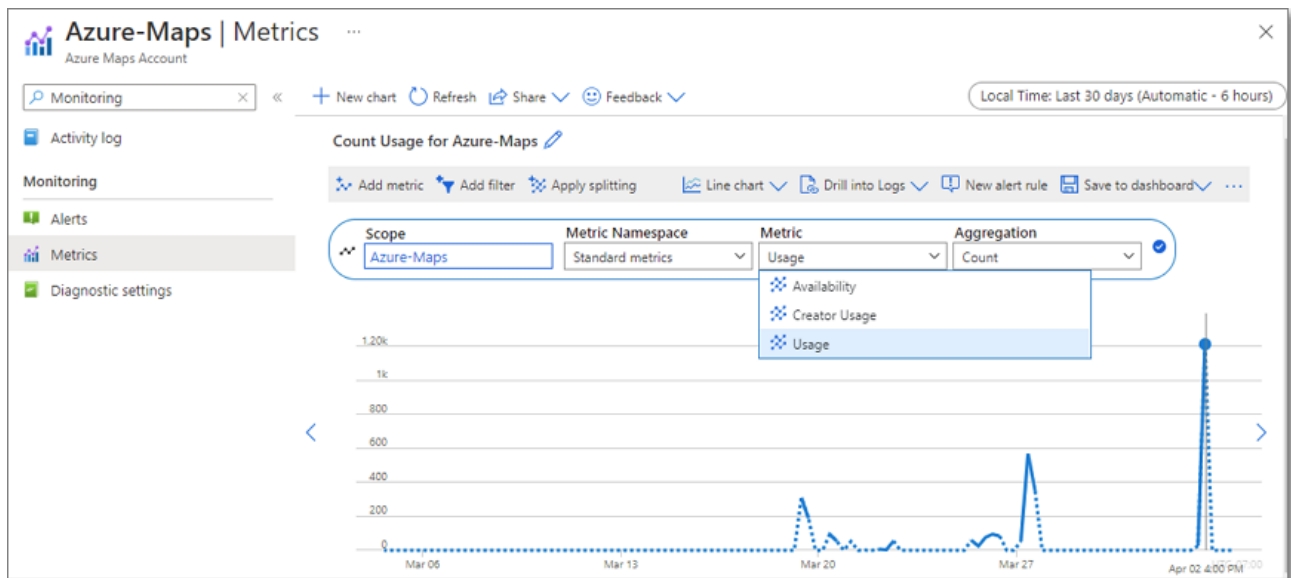 Azure-Maps | Metrics ...
Azure Maps Account
Monitoring
New chart Refresh Share Feedback Local Time: Last 30 days (Automatic - 6 hours)
Activity log
Count Usage for Azure-Maps
Monitoring
Add metric Add filter Apply splitting Line chart Drill into Logs New alert rule Save to dashboard ...
Alerts
Scope Metric Namespace Metric Aggregation
Metrics
Azure-Maps Standard metrics Usage Count
Diagnostic settings
Availability
Creator Usage
Usage
1.20k
1k
800
600
400
200
0
Mar 06 Mar 13 Mar 20 Mar 27 Apr 02 4:00 PM